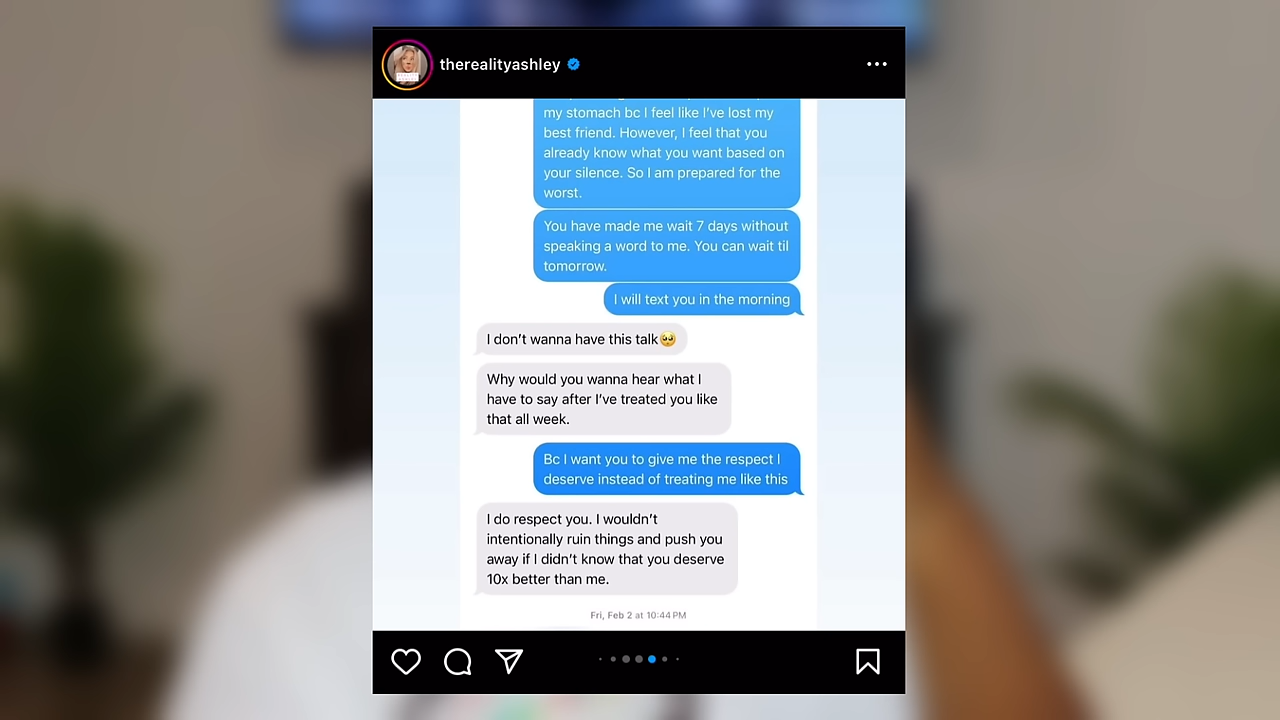 therealityashley
my stomach bc I feel like I've lost my
best friend. However, I feel that you
already know what you want based on
your silence. So I am prepared for the
worst.
You have made me wait 7 days without
speaking a word to me. You can wait til
tomorrow.
I will text you in the morning
I don't wanna have this talk🥺
Why would you wanna hear what I
have to say after I've treated you like
that all week.
Bc I want you to give me the respect I
deserve instead of treating me like this
I do respect you. I wouldn't
intentionally ruin things and push you
away if I didn't know that you deserve
10x better than me.
Fri, Feb 2 at 10:44 PM